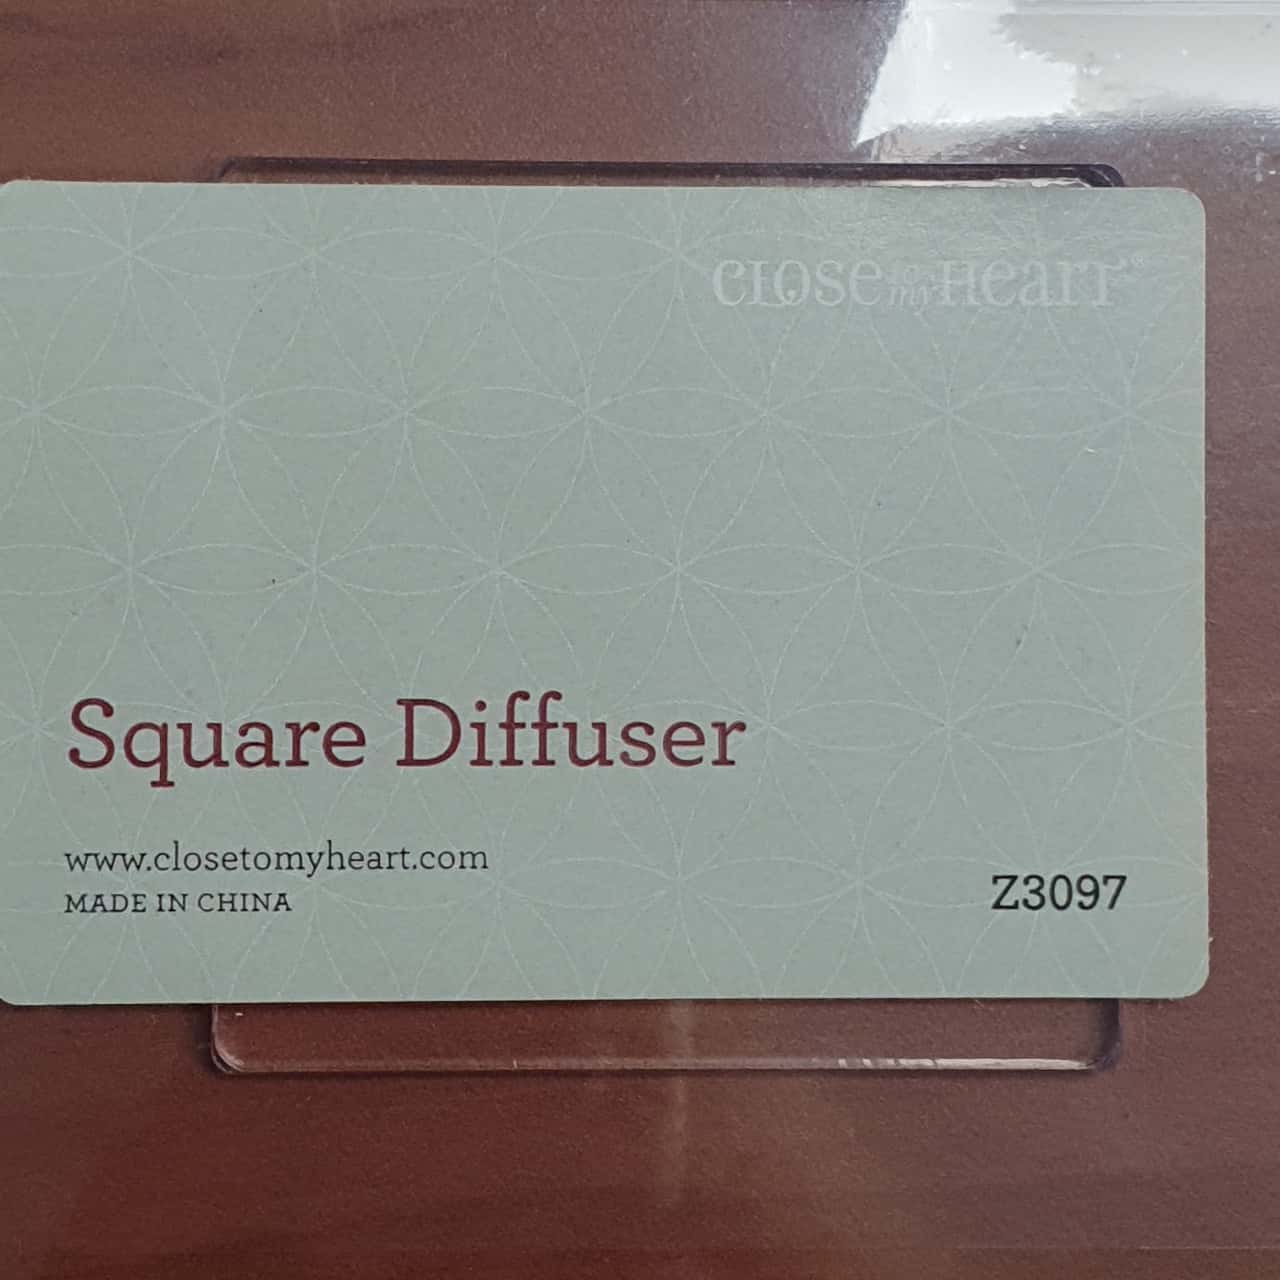 CLOSE to my HEART®
Square Diffuser
www.closetomyheart.com
MADE IN CHINA
Z3097